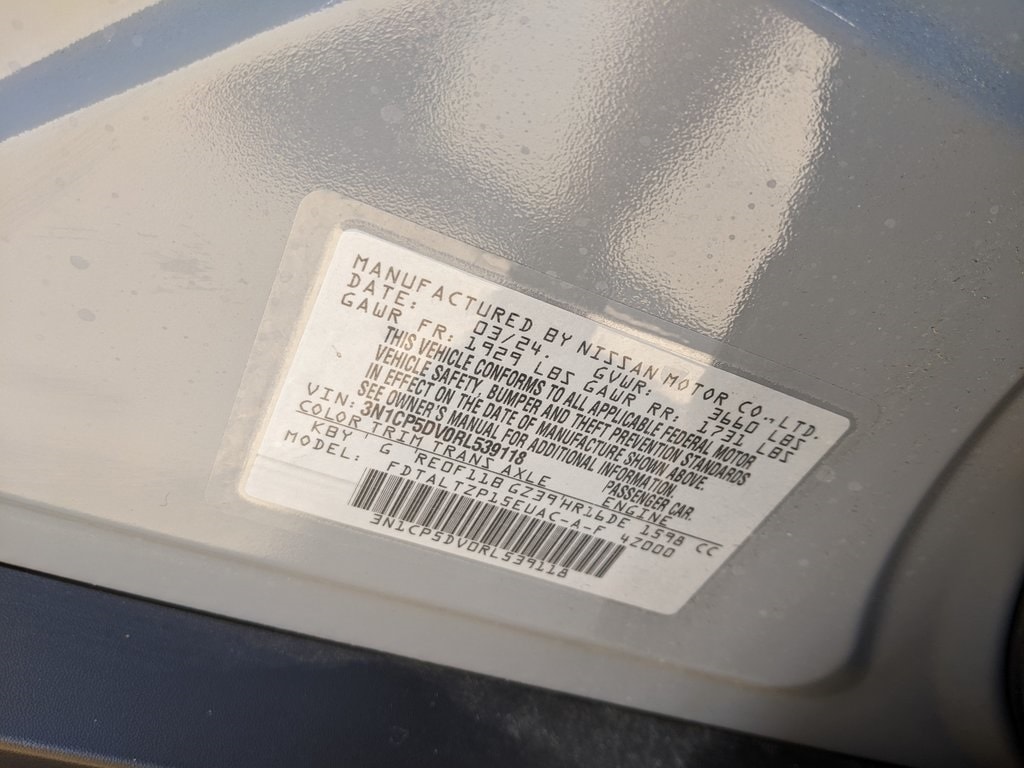 MANUFACTURED BY NISSAN MOTOR CO.,LTD.
DATE: 03/24. GVWR: 3660 LBS
GAWR FR. 1929 LBS GAWR RR. 1731 LBS
THIS VEHICLE CONFORMS TO ALL APPLICABLE FEDERAL MOTOR
VEHICLE SAFETY, BUMPER AND THEFT PREVENTION STANDARDS
IN EFFECT ON THE DATE OF MANUFACTURE SHOWN ABOVE.
SEE OWNER'S MANUAL FOR ADDITIONAL INFORMATION.
VIN: 3N1CP5DV0RL539118 PASSENGER CAR.
COLOR TRIM TRANS AXLE ENGINE
KBY G RE0F11B GZ39 HR16DE 1598 CC
MODEL: FDTALTZP15EUAC-A-F 42000
3N1CP5DV0RL539118